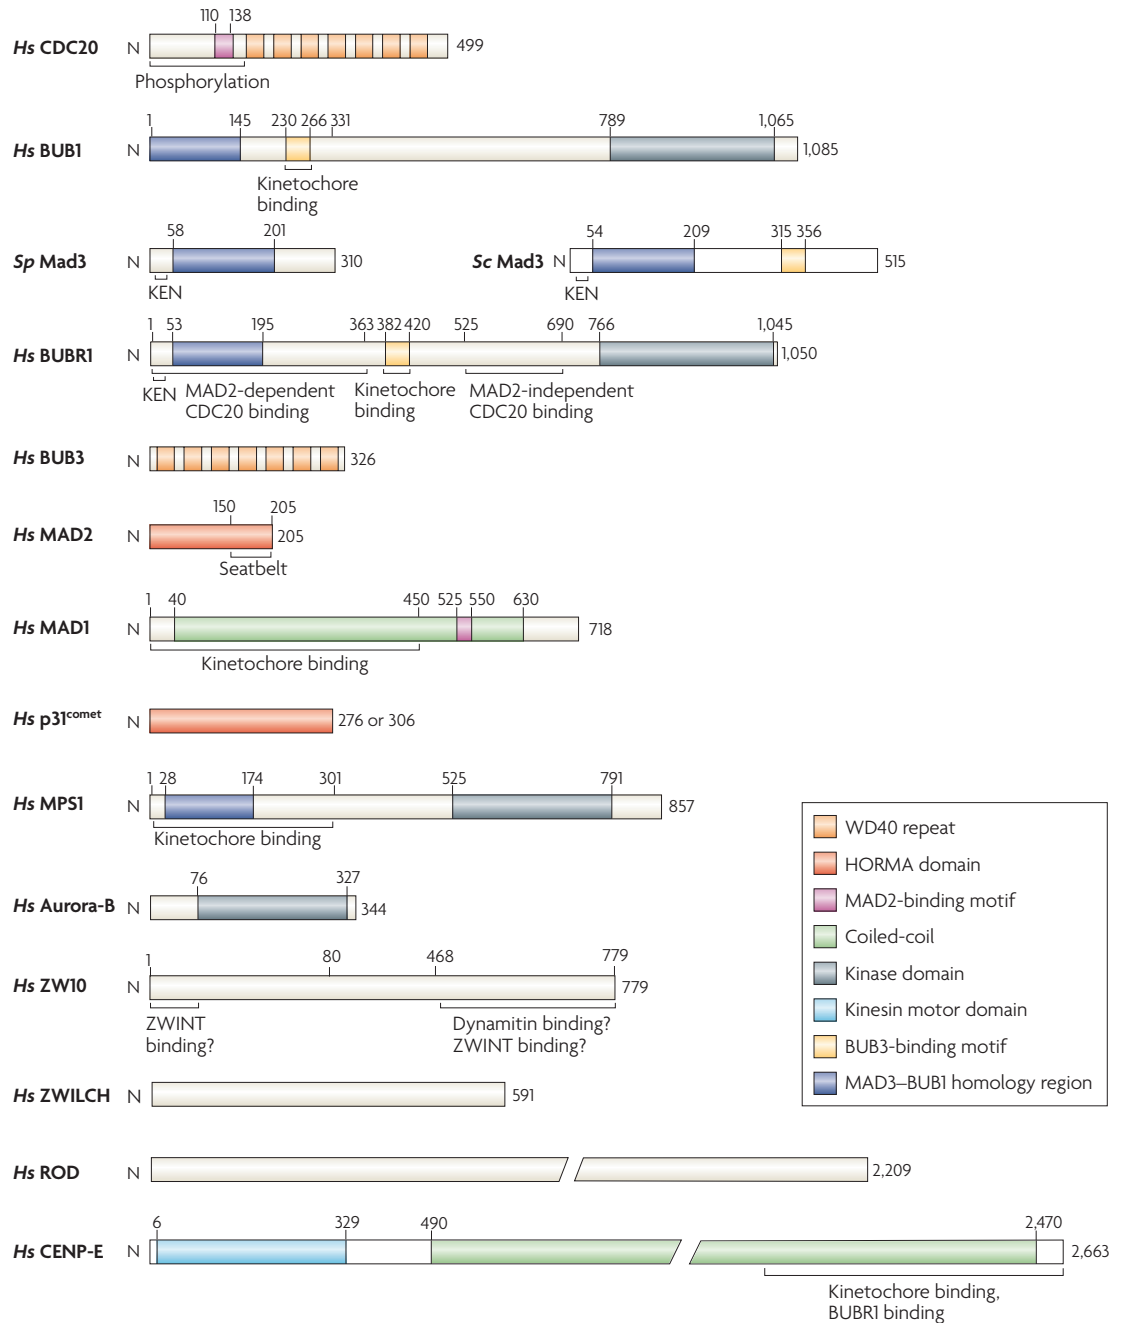 110 138
Hs CDC20 N 499
Phosphorylation
1 145 230 266 331 789 1,065
Hs BUB1 N 1,085
Kinetochore
binding
58 201
Sp Mad3 N 310
KEN
54 209 315 356
Sc Mad3 N 515
KEN
1 53 195 363 382 420 525 690 766 1,045
Hs BUBR1 N 1,050
KEN MAD2-dependent Kinetochore MAD2-independent
CDC20 binding binding CDC20 binding
Hs BUB3 N 326
150 205
Hs MAD2 N 205
Seatbelt
1 40 450 525 550 630
Hs MAD1 N 718
Kinetochore binding
Hs p31comet N 276 or 306
1 28 174 301 525 791
Hs MPS1 N 857
Kinetochore binding
76 327
Hs Aurora-B N 344
1 80 468 779
Hs ZW10 N 779
ZWINT Dynamitin binding?
binding? ZWINT binding?
Hs ZWILCH N 591
Hs ROD N 2,209
6 329 490 2,470
Hs CENP-E N 2,663
Kinetochore binding,
BUBR1 binding
WD40 repeat
HORMA domain
MAD2-binding motif
Coiled-coil
Kinase domain
Kinesin motor domain
BUB3-binding motif
MAD3–BUB1 homology region